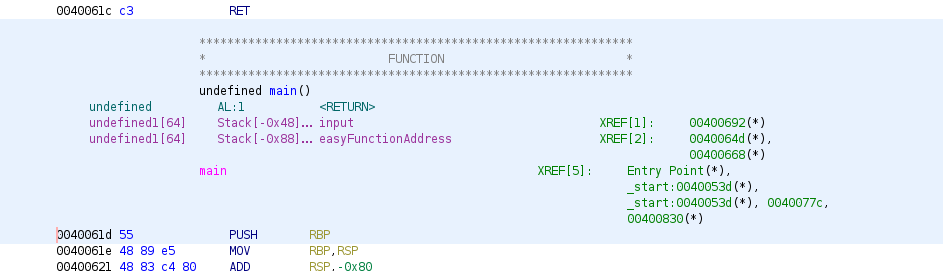 0040061c c3 RET
**************************************************************
* FUNCTION *
**************************************************************
undefined main()
undefined AL:1 <RETURN>
undefined1[64] Stack[-0x48]... input XREF[1]: 00400692(*)
undefined1[64] Stack[-0x88]... easyFunctionAddress XREF[2]: 0040064d(*),
00400668(*)
main XREF[5]: Entry Point(*),
_start:0040053d(*),
_start:0040053d(*), 0040077c,
00400830(*)
0040061d 55 PUSH RBP
0040061e 48 89 e5 MOV RBP,RSP
00400621 48 83 c4 80 ADD RSP,-0x80